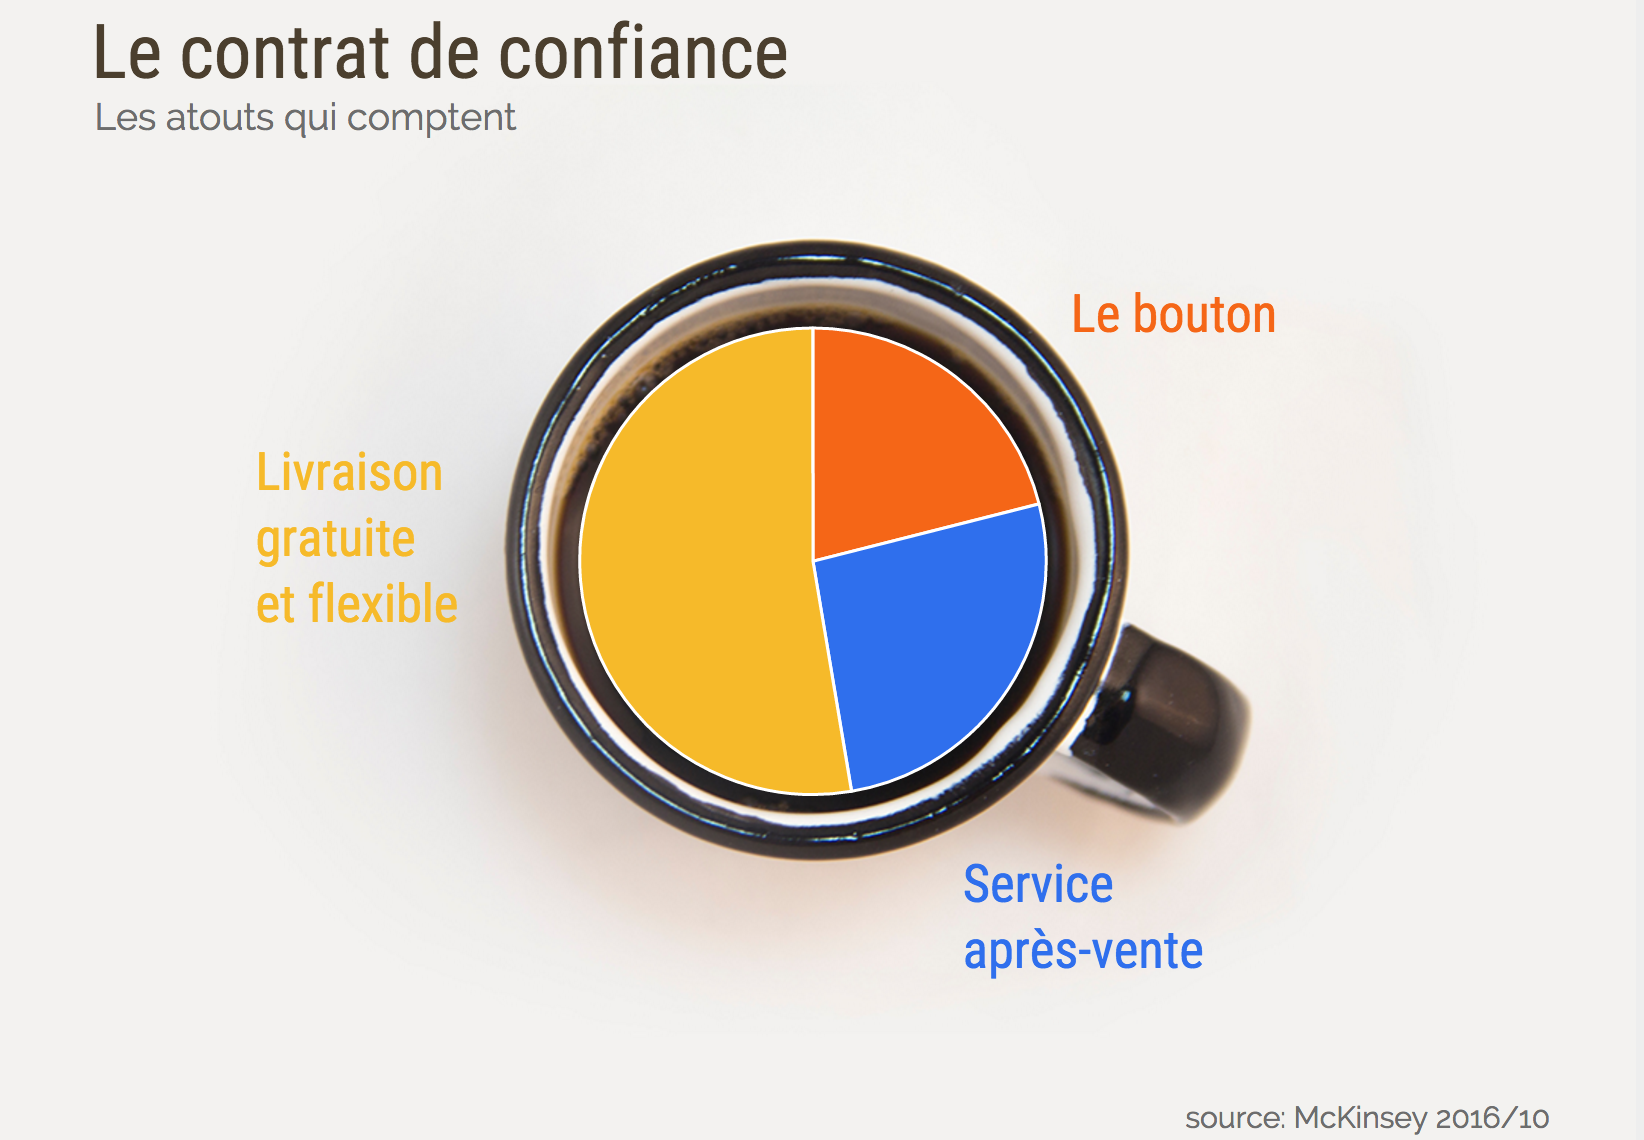 Le contrat de confiance
Les atouts qui comptent
Le bouton
Livraison
gratuite
et flexible
Service
après-vente
source: McKinsey 2016/10